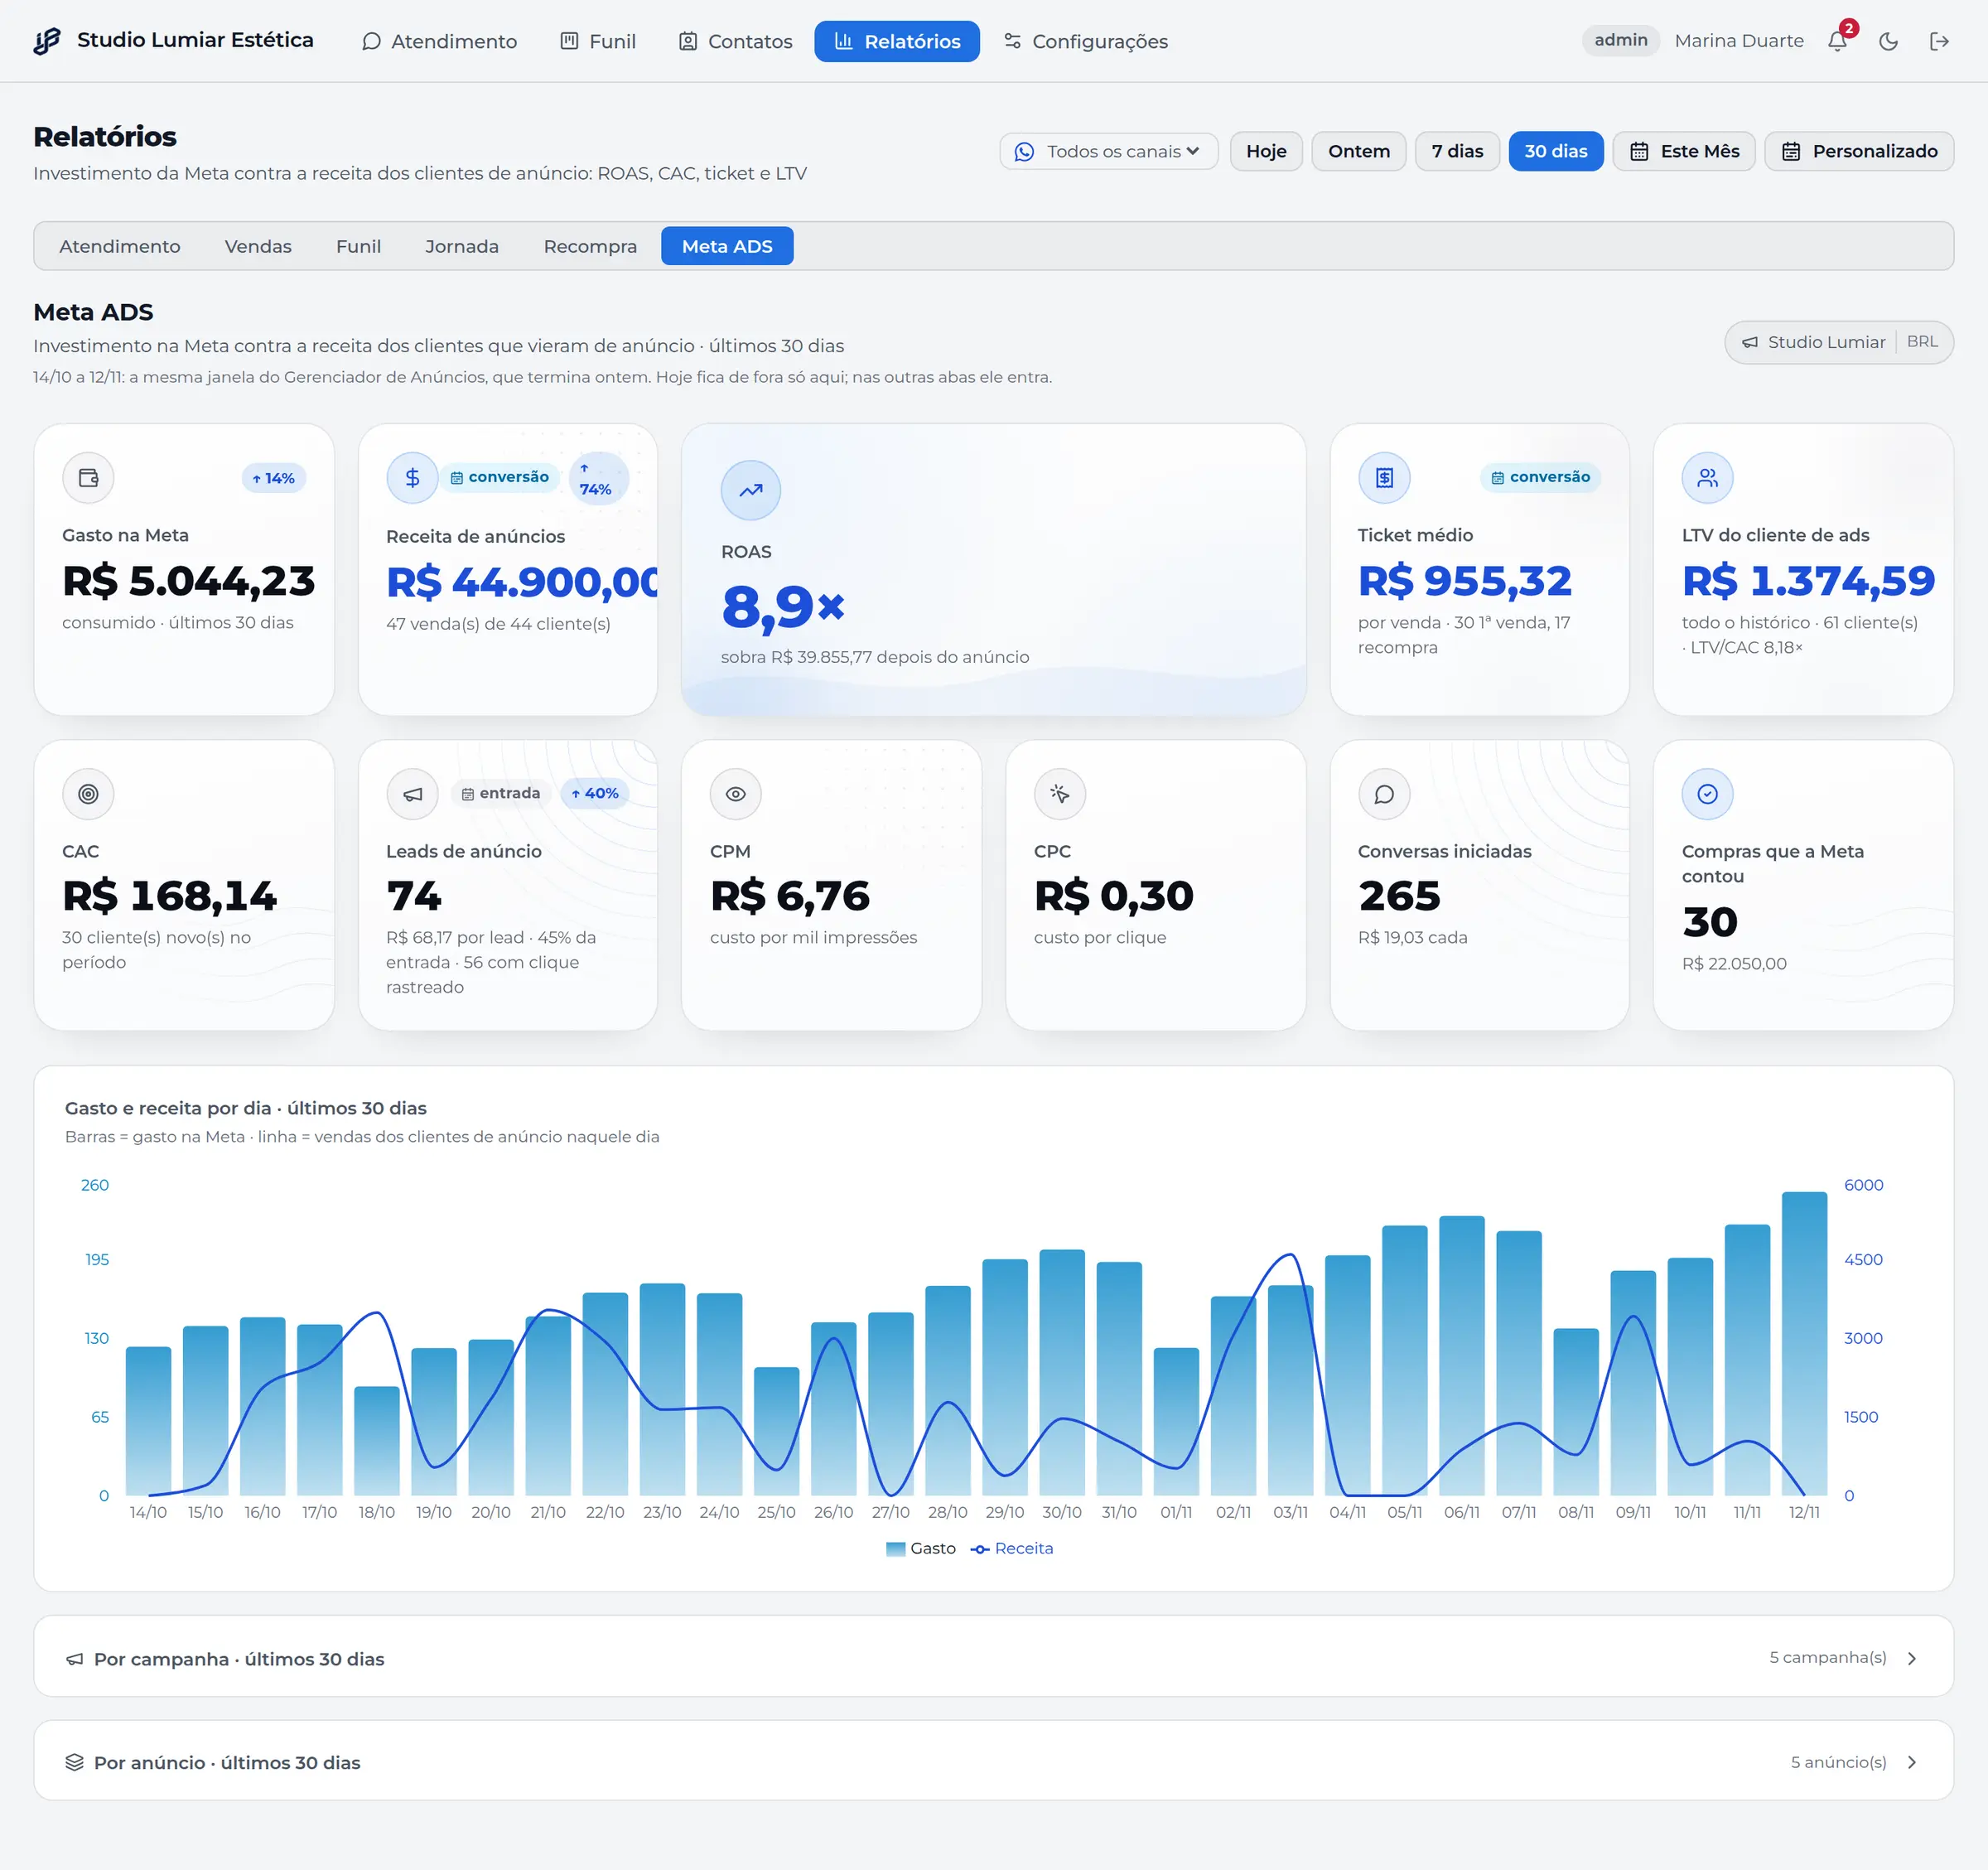 Studio Lumiar Estética
Atendimento
Funil
Contatos
Relatórios
Configurações
admin
Marina Duarte
2
Relatórios
Investimento da Meta contra a receita dos clientes de anúncio: ROAS, CAC, ticket e LTV
Todos os canais
Hoje
Ontem
7 dias
30 dias
Este Mês
Personalizado
Atendimento
Vendas
Funil
Jornada
Recompra
Meta ADS
Meta ADS
Investimento na Meta contra a receita dos clientes que vieram de anúncio · últimos 30 dias
14/10 a 12/11: a mesma janela do Gerenciador de Anúncios, que termina ontem. Hoje fica de fora só aqui; nas outras abas ele entra.
Studio Lumiar
BRL
↑ 14%
Gasto na Meta
R$ 5.044,23
consumido · últimos 30 dias
conversão
↑
74%
Receita de anúncios
R$ 44.900,00
47 venda(s) de 44 cliente(s)
ROAS
8,9×
sobra R$ 39.855,77 depois do anúncio
conversão
Ticket médio
R$ 955,32
por venda · 30 1ª venda, 17
recompra
LTV do cliente de ads
R$ 1.374,59
todo o histórico · 61 cliente(s)
· LTV/CAC 8,18×
CAC
R$ 168,14
30 cliente(s) novo(s) no
período
entrada
↑ 40%
Leads de anúncio
74
R$ 68,17 por lead · 45% da
entrada · 56 com clique
rastreado
CPM
R$ 6,76
custo por mil impressões
CPC
R$ 0,30
custo por clique
Conversas iniciadas
265
R$ 19,03 cada
Compras que a Meta
contou
30
R$ 22.050,00
Gasto e receita por dia · últimos 30 dias
Barras = gasto na Meta · linha = vendas dos clientes de anúncio naquele dia
260
195
130
65
0
6000
4500
3000
1500
0
14/10 15/10 16/10 17/10 18/10 19/10 20/10 21/10 22/10 23/10 24/10 25/10 26/10 27/10 28/10 29/10 30/10 31/10 01/11 02/11 03/11 04/11 05/11 06/11 07/11 08/11 09/11 10/11 11/11 12/11
Gasto
Receita
Por campanha · últimos 30 dias
5 campanha(s)
Por anúncio · últimos 30 dias
5 anúncio(s)